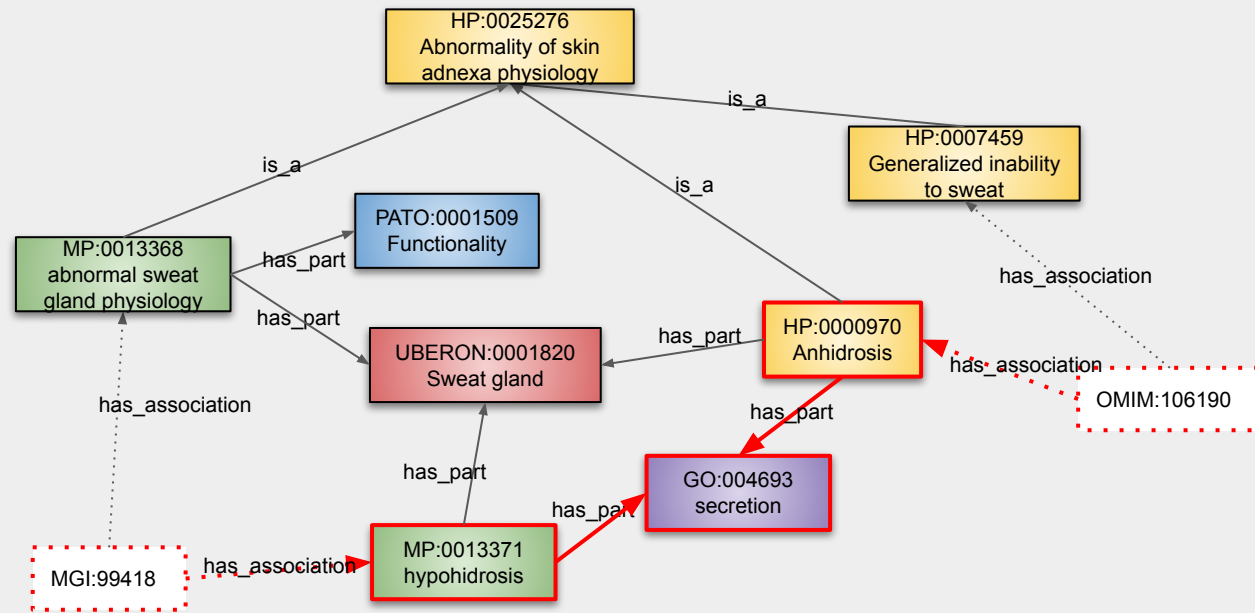 HP:0025276
Abnormality of skin
adnexa physiology
is_a
HP:0007459
Generalized inability
to sweat
is_a
is_a
PATO:0001509
Functionality
MP:0013368
abnormal sweat
gland physiology
has_part
has_association
has_part
HP:0000970
Anhidrosis
has_part
UBERON:0001820
Sweat gland
has_association
OMIM:106190
has_association
has_part
has_part
GO:004693
secretion
has_part
MP:0013371
hypohidrosis
has_association
MGI:99418